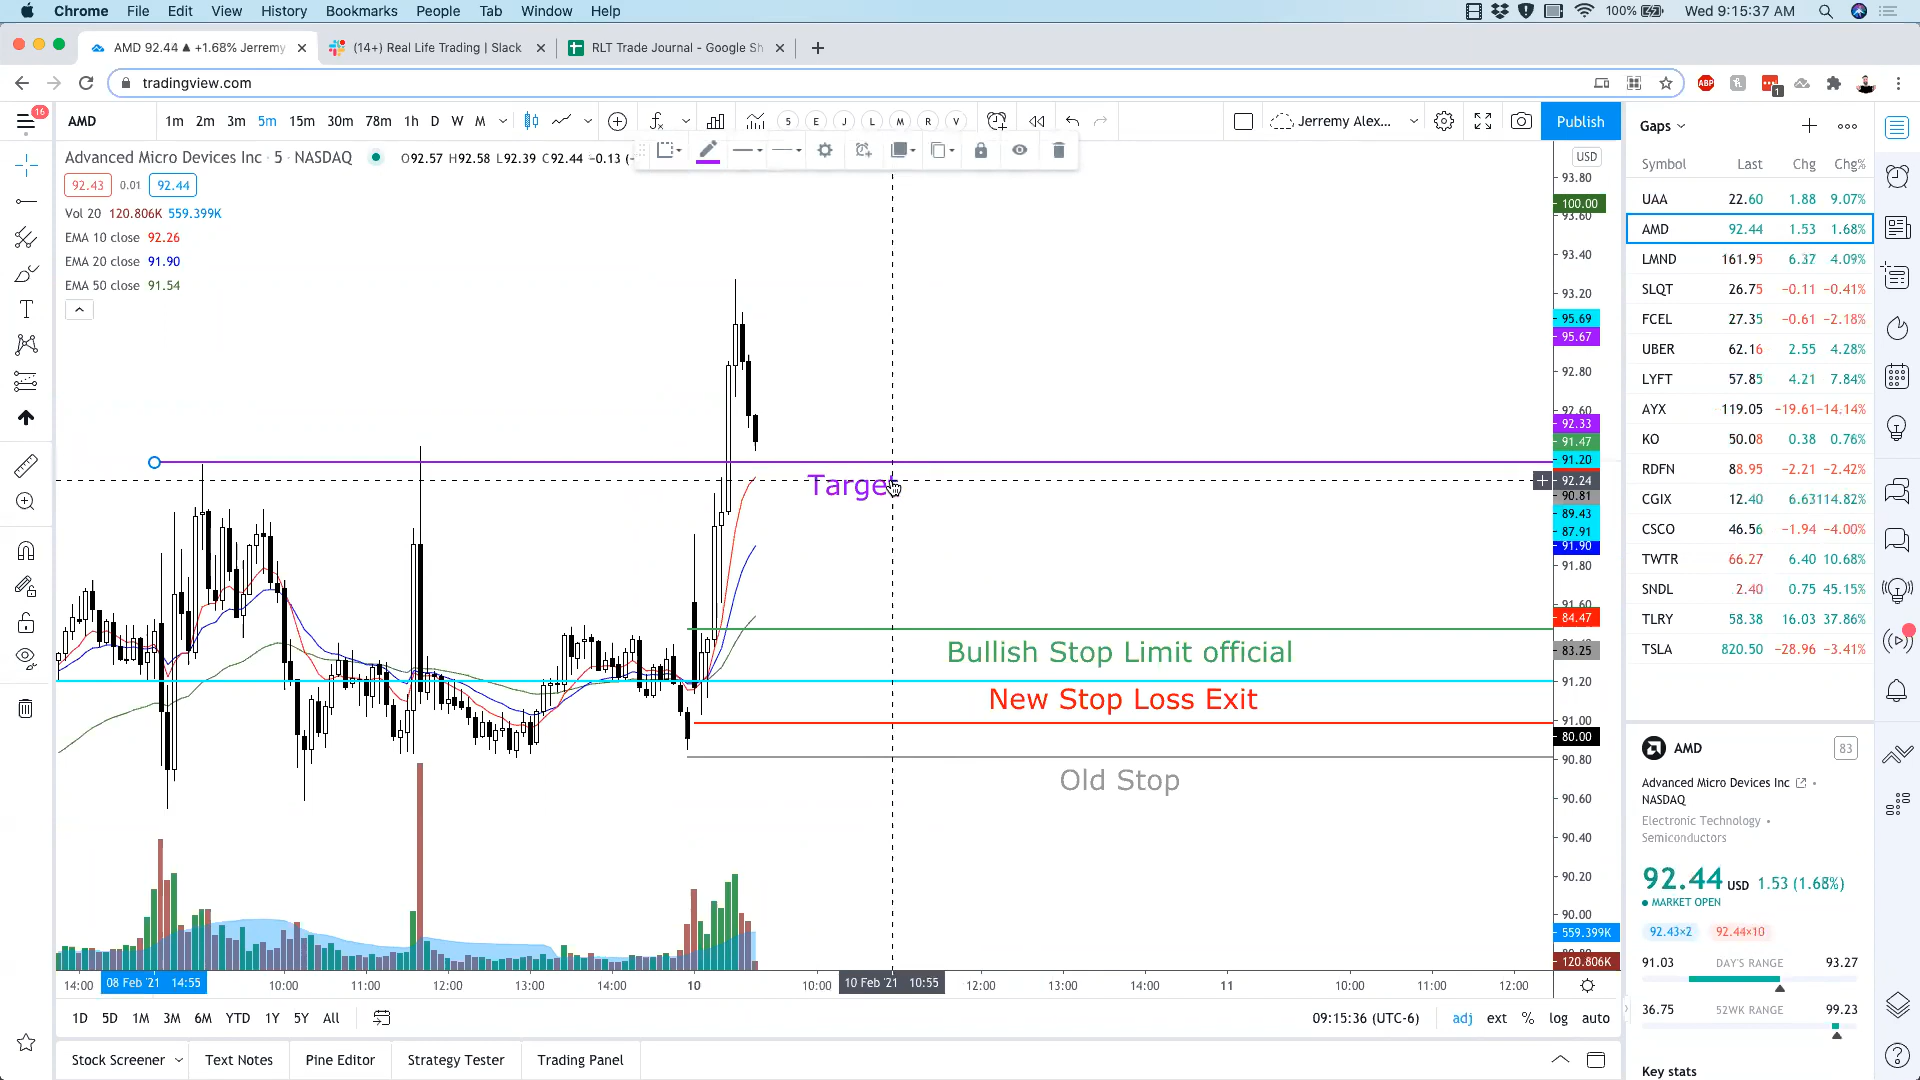 Chrome File Edit View History Bookmarks People Tab Window Help 100% Wed 9:15:37 AM
AMD 92.44 ▲ +1.68% Jerremy (14+) Real Life Trading | Slack RLT Trade Journal - Google Sh
tradingview.com ABP 1
16 AMD 1m 2m 3m 5m 15m 30m 78m 1h D W M S E J L M R V Jerremy Alex... Publish
Gaps
Advanced Micro Devices Inc · 5 · NASDAQ O92.57 H92.58 L92.39 C92.44 −0.13 (−
92.43 0.01 92.44
Vol 20 120.806K 559.399K
EMA 10 close 92.26
EMA 20 close 91.90
EMA 50 close 91.54
Target
Bullish Stop Limit official
New Stop Loss Exit
Old Stop
USD
93.80
100.00
93.60
93.40
93.20
95.69
95.67
92.80
92.60
92.33
91.47
91.20
92.24
90.81
89.43
87.91
91.90
91.80
91.60
84.47
91.40
83.25
91.20
91.00
80.00
90.80
90.60
90.40
90.20
90.00
559.399K
120.806K
14:00 08 Feb '21 14:55 10:00 11:00 12:00 13:00 14:00 10 10:00 10 Feb '21 10:55 12:00 13:00 14:00 11 10:00 12:00
1D 5D 1M 3M 6M YTD 1Y 5Y All 09:15:36 (UTC-6) adj ext % log auto
Stock Screener Text Notes Pine Editor Strategy Tester Trading Panel
Symbol Last Chg Chg%
UAA 22.60 1.88 9.07%
AMD 92.44 1.53 1.68%
LMND 161.95 6.37 4.09%
SLQT 26.75 −0.11 −0.41%
FCEL 27.35 −0.61 −2.18%
UBER 62.16 2.55 4.28%
LYFT 57.85 4.21 7.84%
AYX 119.05 −19.61 −14.14%
KO 50.08 0.38 0.76%
RDFN 88.95 −2.21 −2.42%
CGIX 12.40 6.63 114.82%
CSCO 46.56 −1.94 −4.00%
TWTR 66.27 6.40 10.68%
SNDL 2.40 0.75 45.15%
TLRY 58.38 16.03 37.86%
TSLA 820.50 −28.96 −3.41%
AMD 83
Advanced Micro Devices Inc
NASDAQ
Electronic Technology •
Semiconductors
92.44 USD 1.53 (1.68%)
• MARKET OPEN
92.43×2 92.44×10
91.03 DAY'S RANGE 93.27
36.75 52WK RANGE 99.23
Key stats